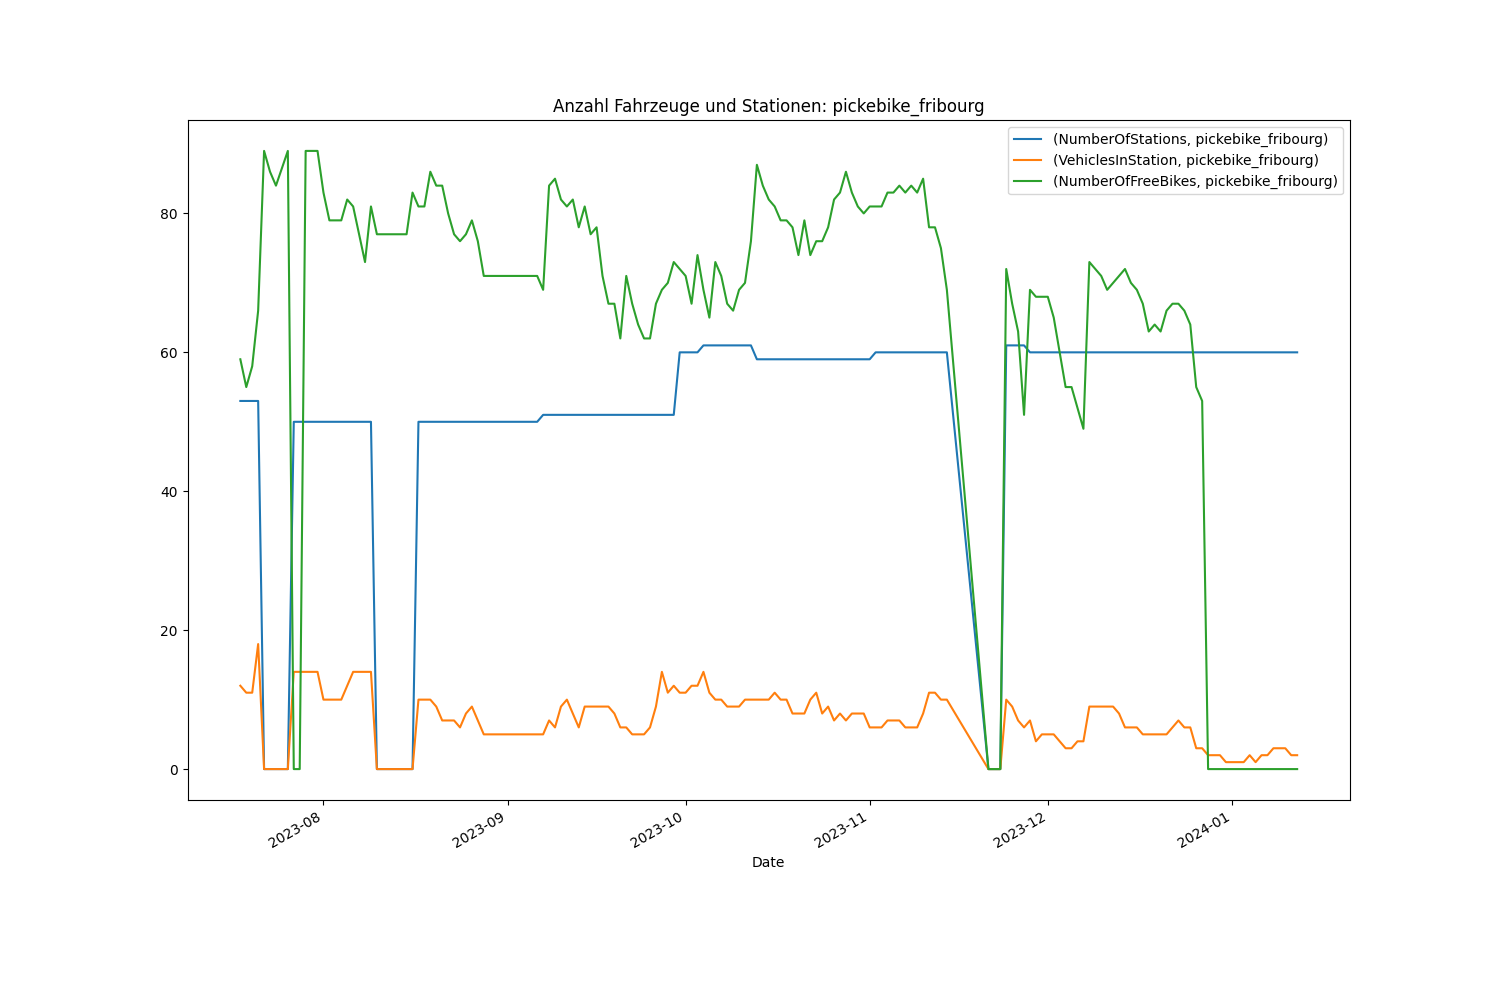 Anzahl Fahrzeuge und Stationen: pickebike_fribourg
(NumberOfStations, pickebike_fribourg)
(VehiclesInStation, pickebike_fribourg)
(NumberOfFreeBikes, pickebike_fribourg)
80
60
40
20
0
2023-08
2023-09
2023-10
2023-11
2023-12
2024-01
Date